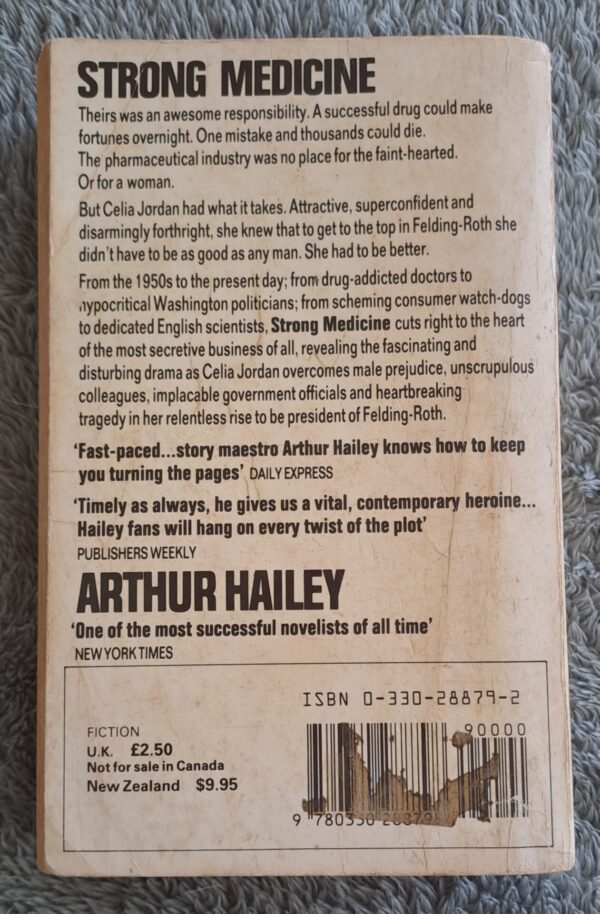 STRONG MEDICINE
Theirs was an awesome responsibility. A successful drug could make
fortunes overnight. One mistake and thousands could die.
The pharmaceutical industry was no place for the faint-hearted.
Or for a woman.
But Celia Jordan had what it takes. Attractive, superconfident and
disarmingly forthright, she knew that to get to the top in Felding-Roth she
didn't have to be as good as any man. She had to be better.
From the 1950s to the present day; from drug-addicted doctors to
hypocritical Washington politicians; from scheming consumer watch-dogs
to dedicated English scientists, Strong Medicine cuts right to the heart
of the most secretive business of all, revealing the fascinating and
disturbing drama as Celia Jordan overcomes male prejudice, unscrupulous
colleagues, implacable government officials and heartbreaking
tragedy in her relentless rise to be president of Felding-Roth.
'Fast-paced...story maestro Arthur Hailey knows how to keep
you turning the pages' DAILY EXPRESS
'Timely as always, he gives us a vital, contemporary heroine...
Hailey fans will hang on every twist of the plot'
PUBLISHERS WEEKLY
ARTHUR HAILEY
'One of the most successful novelists of all time'
NEW YORK TIMES
ISBN 0-330-28879-2
90000
FICTION
U.K. £2.50
Not for sale in Canada
New Zealand $9.95
9 780330